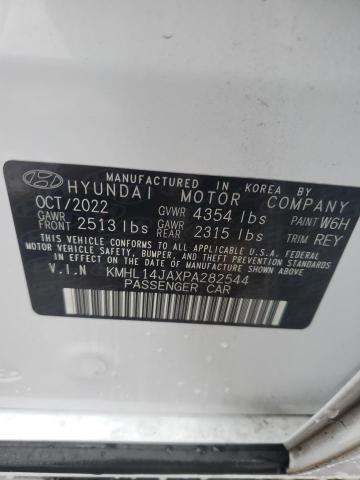 MANUFACTURED IN KOREA BY
HYUNDAI MOTOR COMPANY
OCT/2022 GVWR 4354 lbs PAINT W6H
GAWR FRONT 2513 lbs GAWR REAR 2315 lbs TRIM REY
THIS VEHICLE CONFORMS TO ALL APPLICABLE U.S.A. FEDERAL
MOTOR VEHICLE SAFETY, BUMPER, AND THEFT PREVENTION
STANDARDS IN EFFECT ON THE DATE OF MANUFACTURE SHOWN ABOVE.
V.I.N KMHL14JAXPA282544
PASSENGER CAR